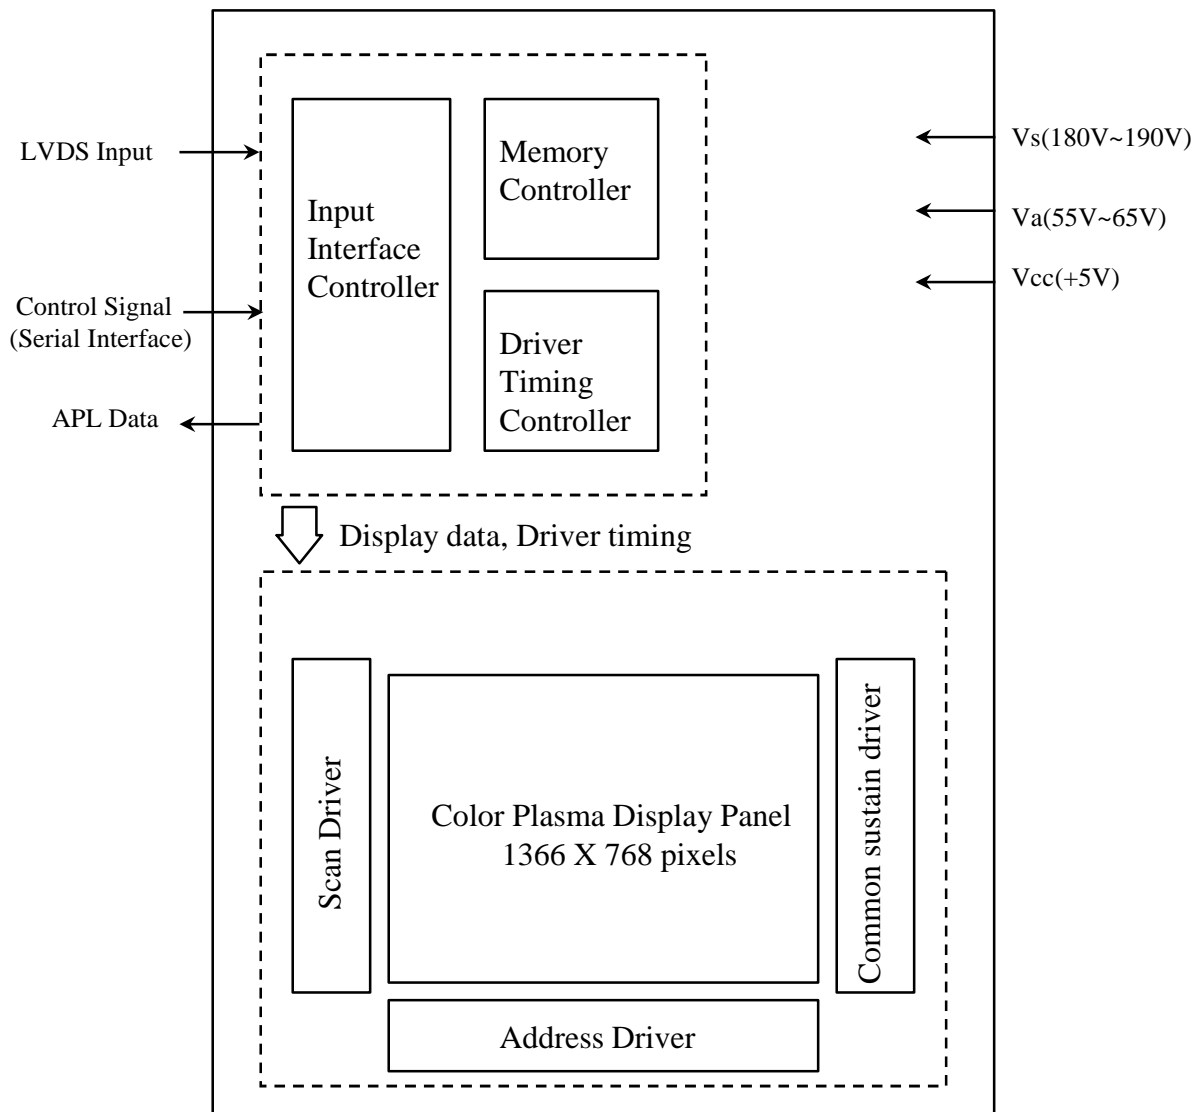 LVDS Input
Control Signal
(Serial Interface)
APL Data
Input
Interface
Controller
Memory
Controller
Driver
Timing
Controller
Vs(180V~190V)
Va(55V~65V)
Vcc(+5V)
Display data, Driver timing
Scan Driver
Color Plasma Display Panel
1366 X 768 pixels
Common sustain driver
Address Driver